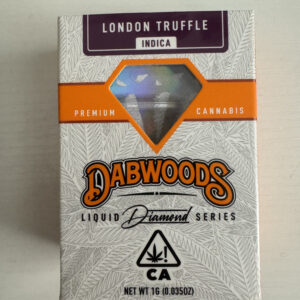 LONDON TRUFFLE
INDICA
PREMIUM CANNABIS
DABWOODS
LIQUID Diamond SERIES
!
CA
NET WT 1G (0.035OZ)